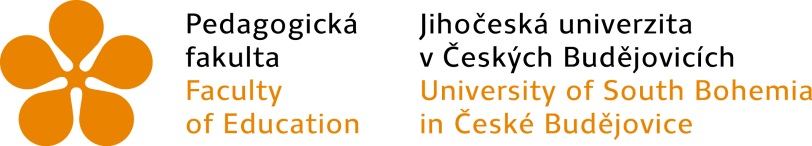 Pedagogická
fakulta
Faculty
of Education
Jihočeská univerzita
v Českých Budějovicích
University of South Bohemia
in České Budějovice